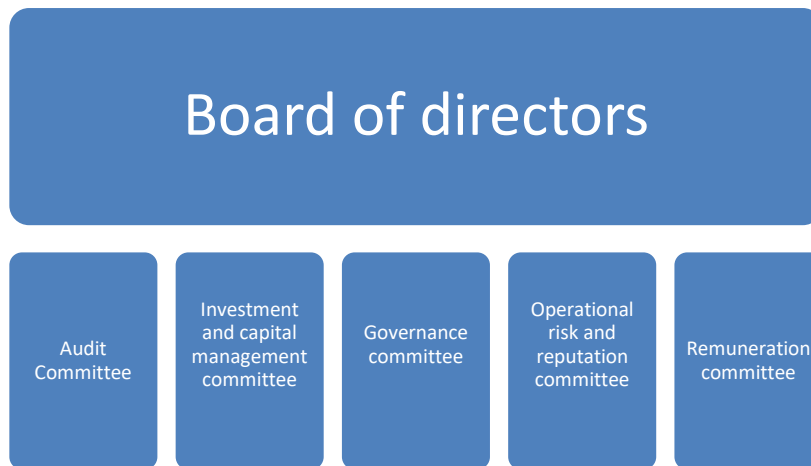 Board of directors
Audit
Committee
Investment
and capital
management
committee
Governance
committee
Operational
risk and
reputation
committee
Remuneration
committee